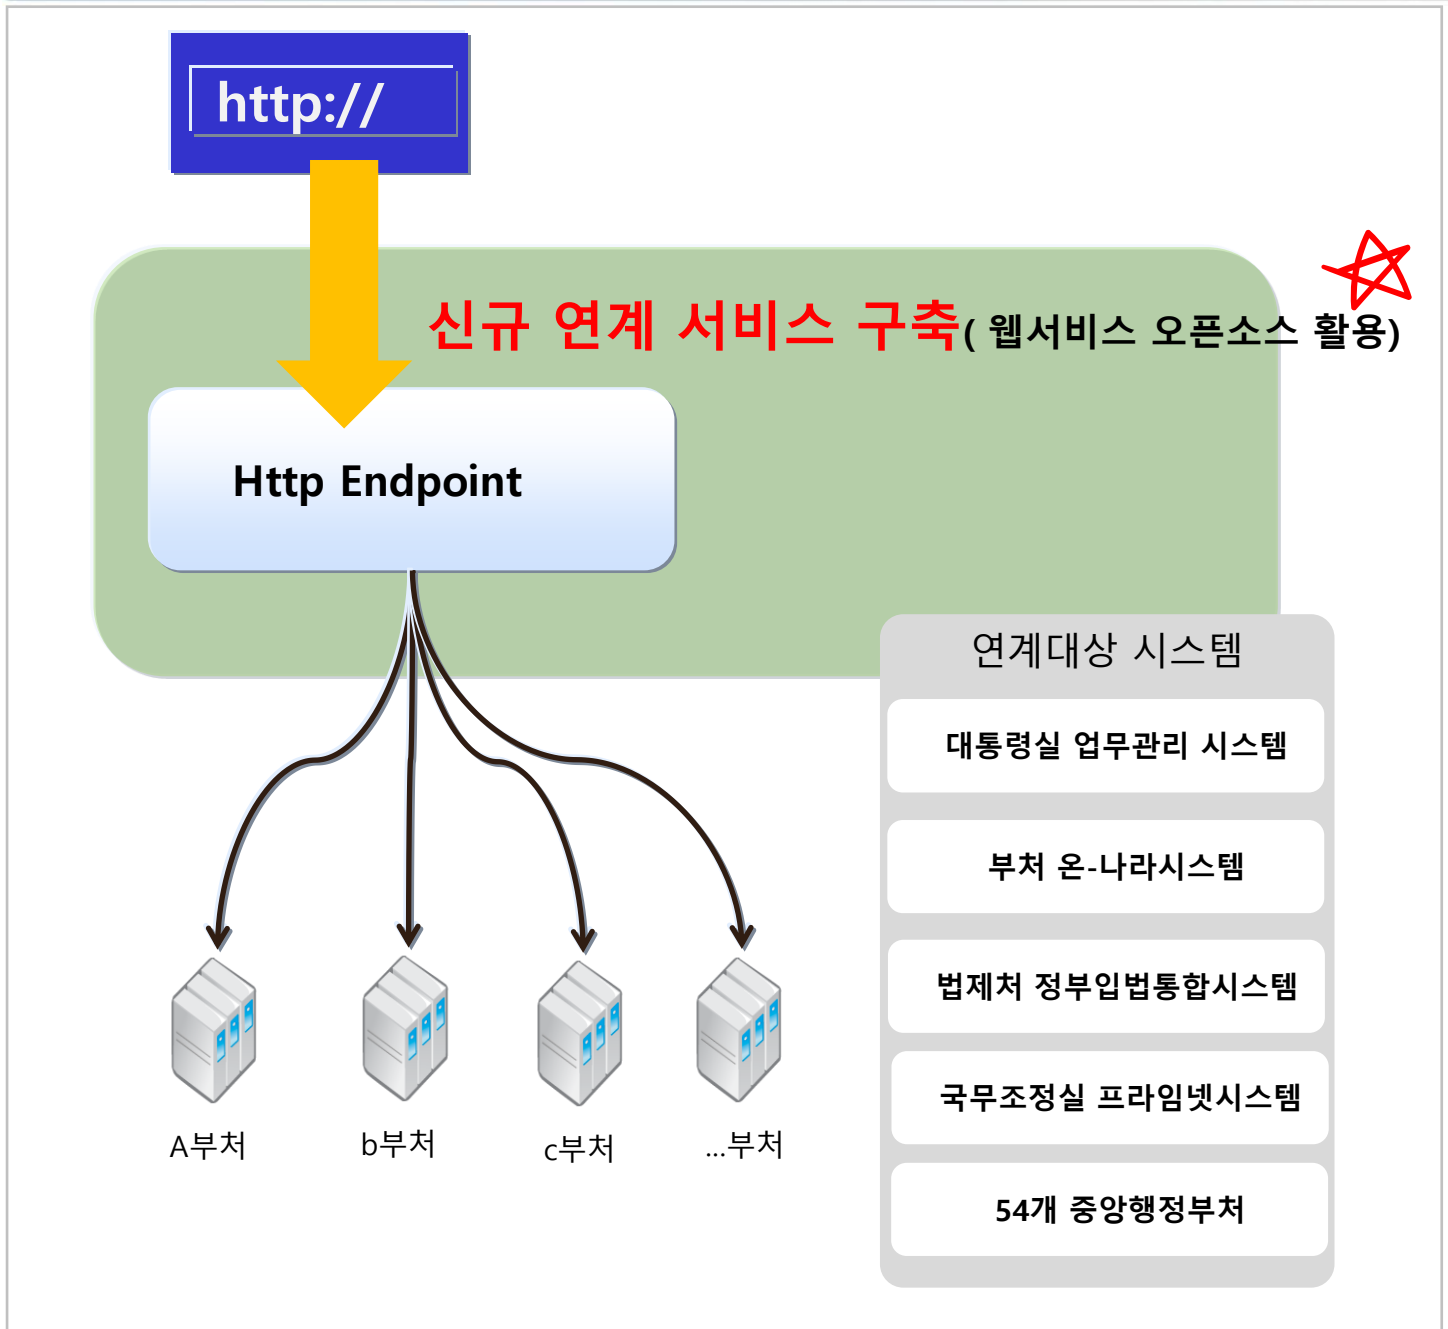 http://
신규 연계 서비스 구축( 웹서비스 오픈소스 활용)
Http Endpoint
연계대상 시스템
대통령실 업무관리 시스템
부처 온-나라시스템
법제처 정부입법통합시스템
국무조정실 프라임넷시스템
54개 중앙행정부처
A부처
b부처
c부처
...부처